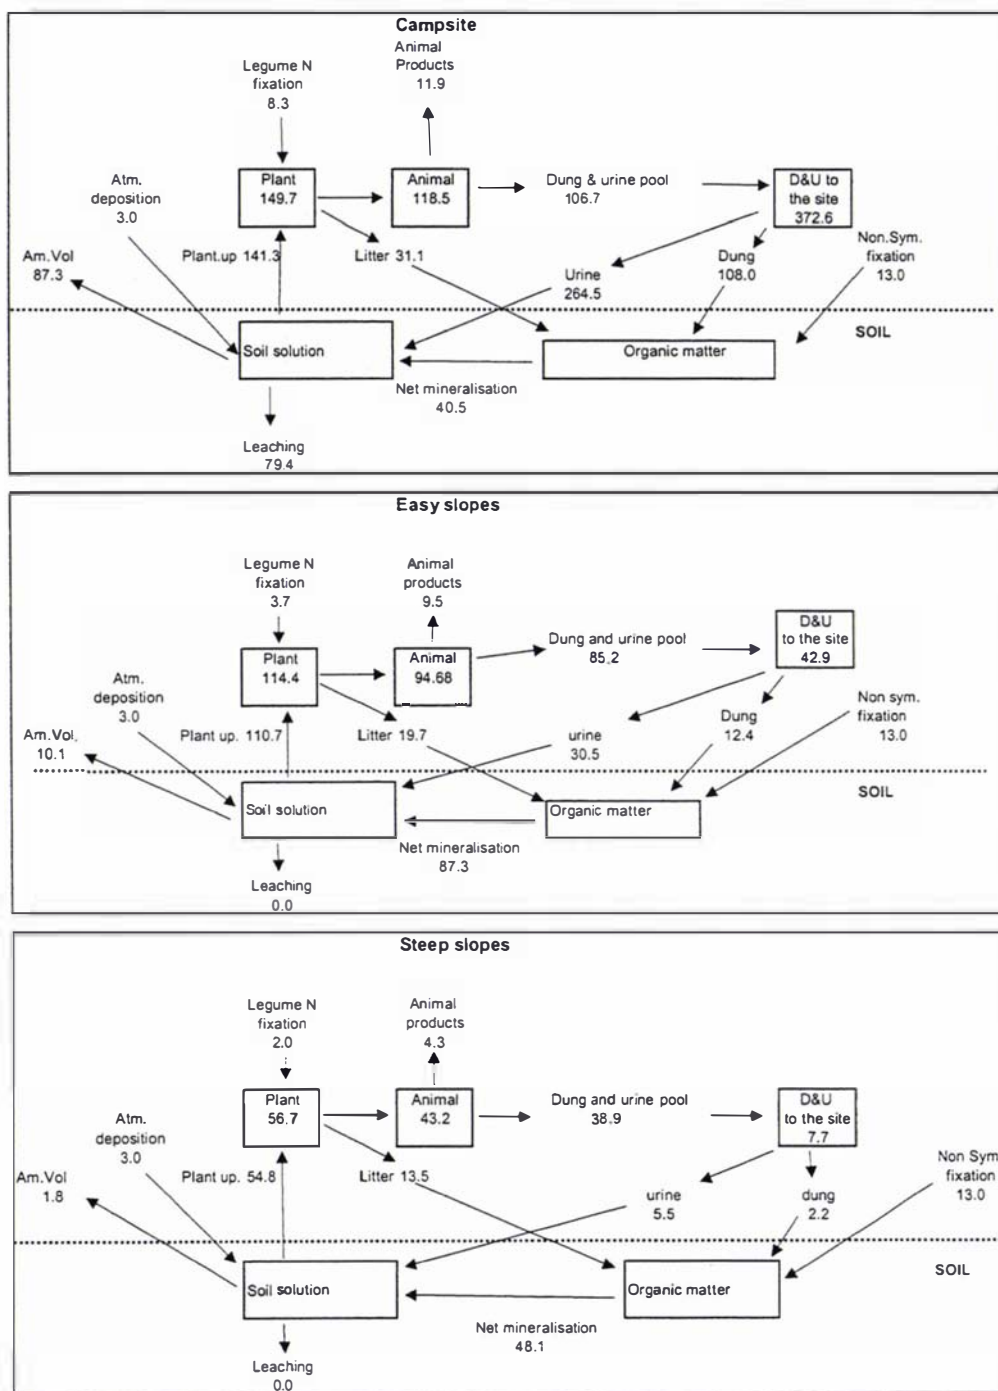 Campsite
Animal
Products
11.9
Legume N
fixation
8.3
Atm.
deposition
3.0
Plant
149.7
Animal
118.5
Dung & urine pool
106.7
D&U to
the site
372.6
Am.Vol
87.3
Plant.up 141.3
Litter 31.1
Urine
264.5
Dung
108.0
Non.Sym.
fixation
13.0
SOIL
Soil solution
Organic matter
Net mineralisation
40.5
Leaching
79.4
Easy slopes
Legume N
fixation
3.7
Animal
products
9.5
Atm.
deposition
3.0
Plant
114.4
Animal
94.68
Dung and urine pool
85.2
D&U
to the site
42.9
Am.Vol.
10.1
Plant up. 110.7
Litter 19.7
urine
30.5
Dung
12.4
Non sym.
fixation
13.0
SOIL
Soil solution
Organic matter
Net mineralisation
87.3
Leaching
0.0
Steep slopes
Legume N
fixation
2.0
Animal
products
4.3
Atm.
deposition
3.0
Plant
56.7
Animal
43.2
Dung and urine pool
38.9
D&U
to the site
7.7
Am.Vol
1.8
Plant up. 54.8
Litter 13.5
urine
5.5
dung
2.2
Non Sym.
fixation
13.0
SOIL
Soil solution
Organic matter
Net mineralisation
48.1
Leaching
0.0